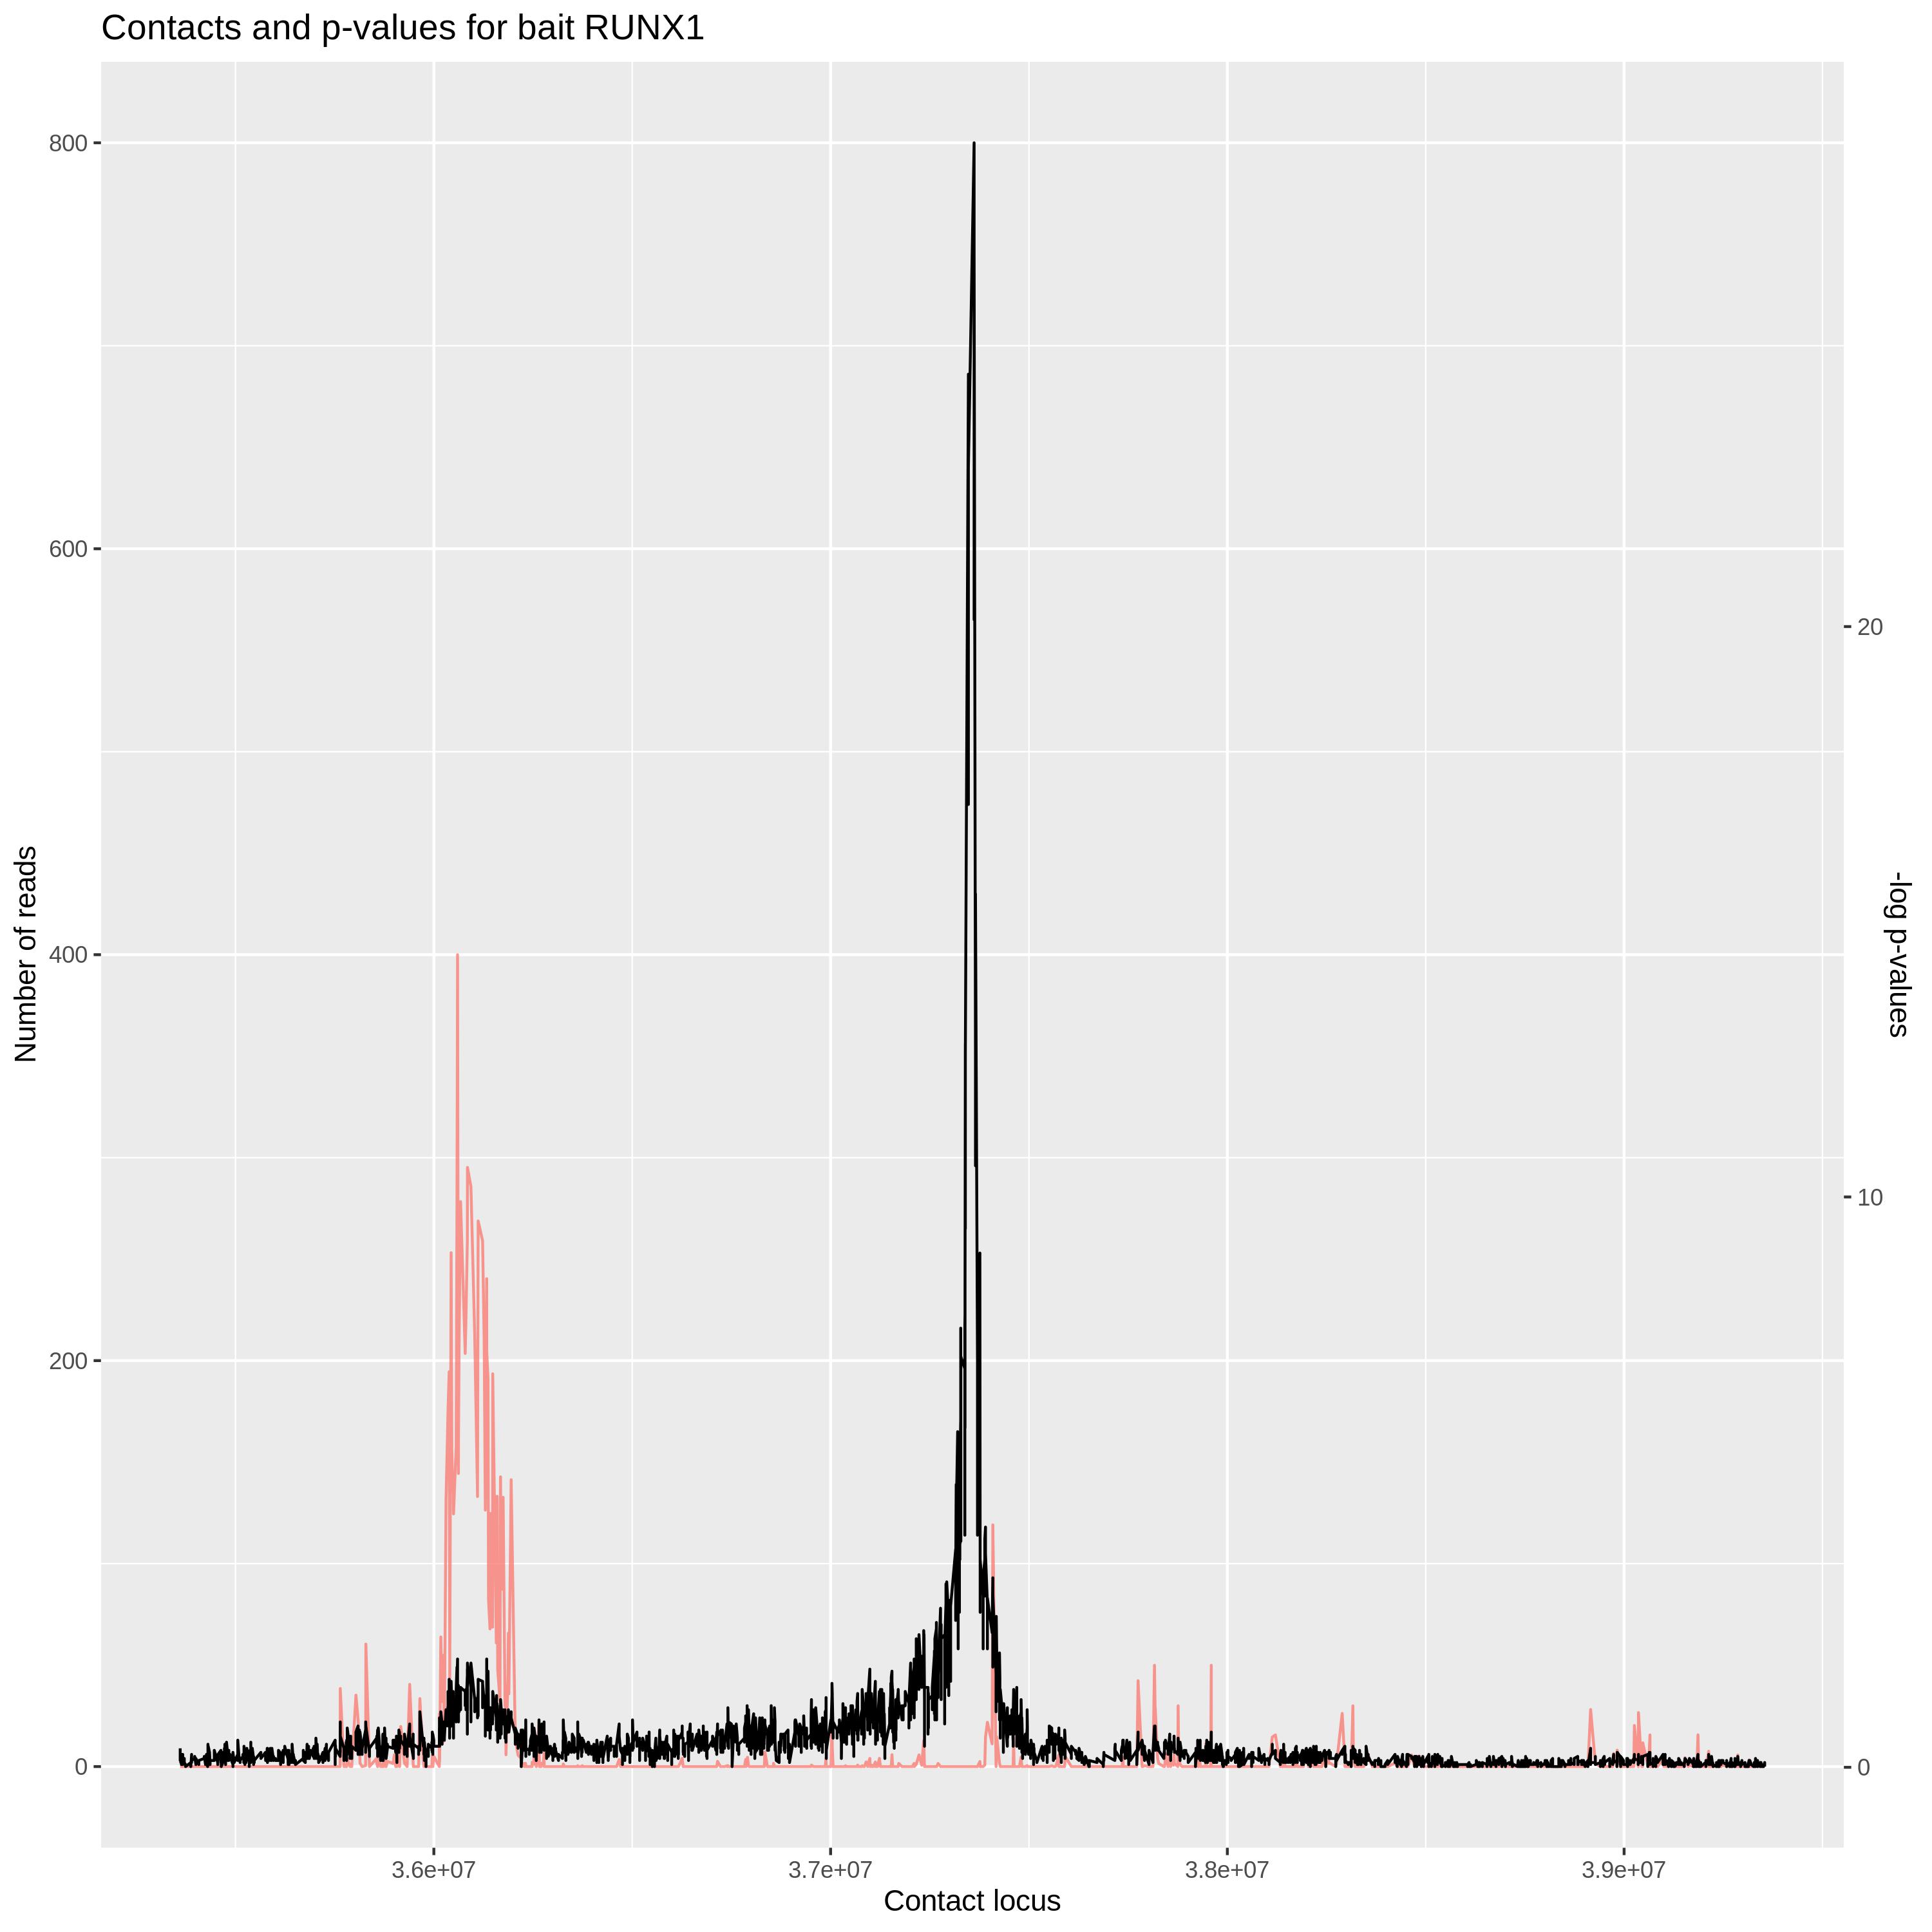 Contacts and p-values for bait RUNX1
800
600
400
200
0
Number of reads
20
10
0
-log p-values
3.6e+07 3.7e+07 3.8e+07 3.9e+07
Contact locus